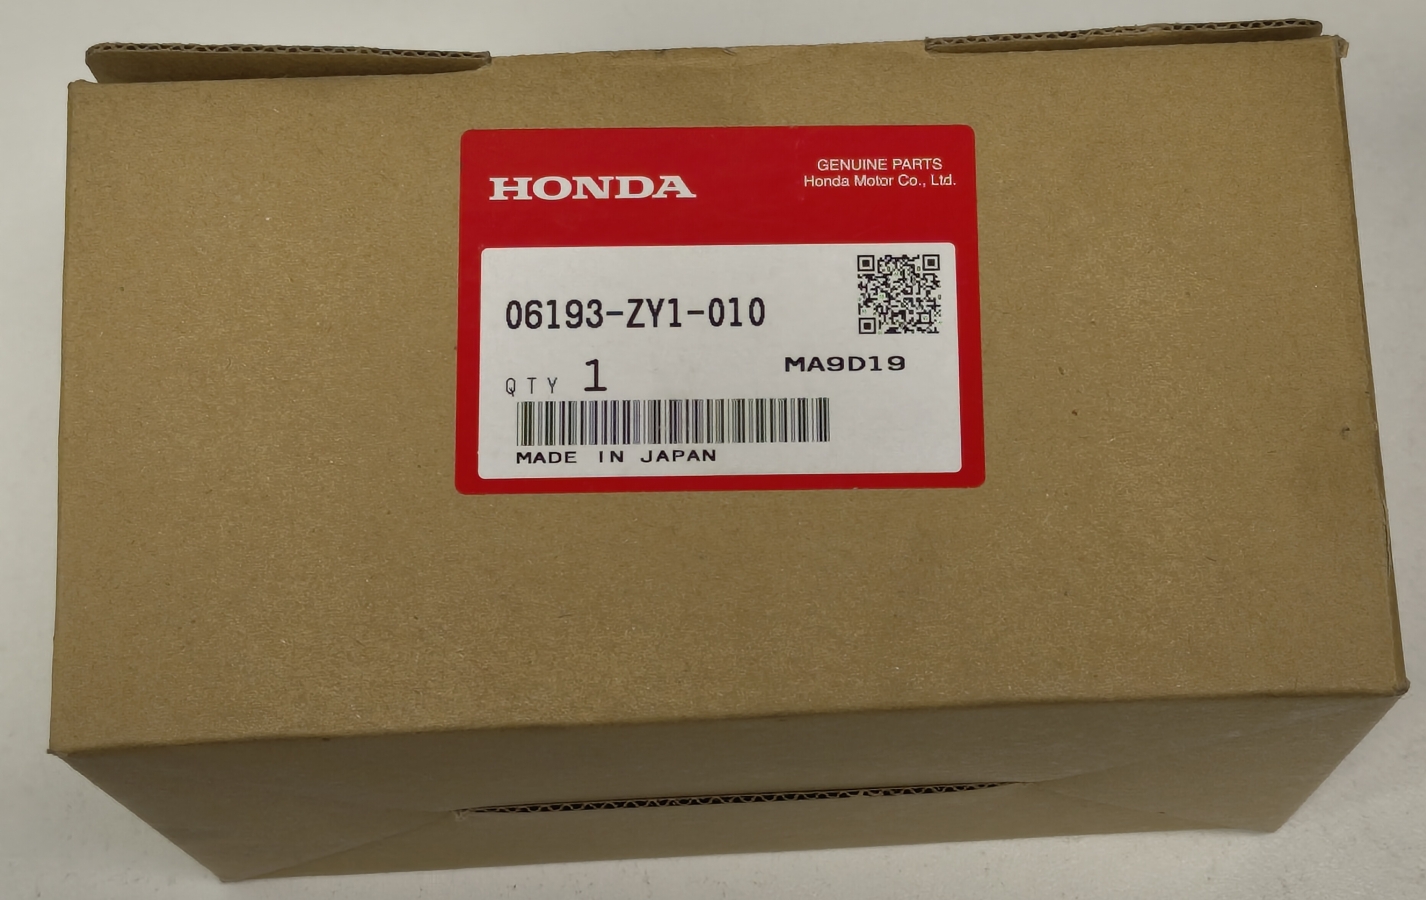 HONDA
GENUINE PARTS
Honda Motor Co., Ltd.
06193-ZY1-010
MA9D19
QTY 1
MADE IN JAPAN